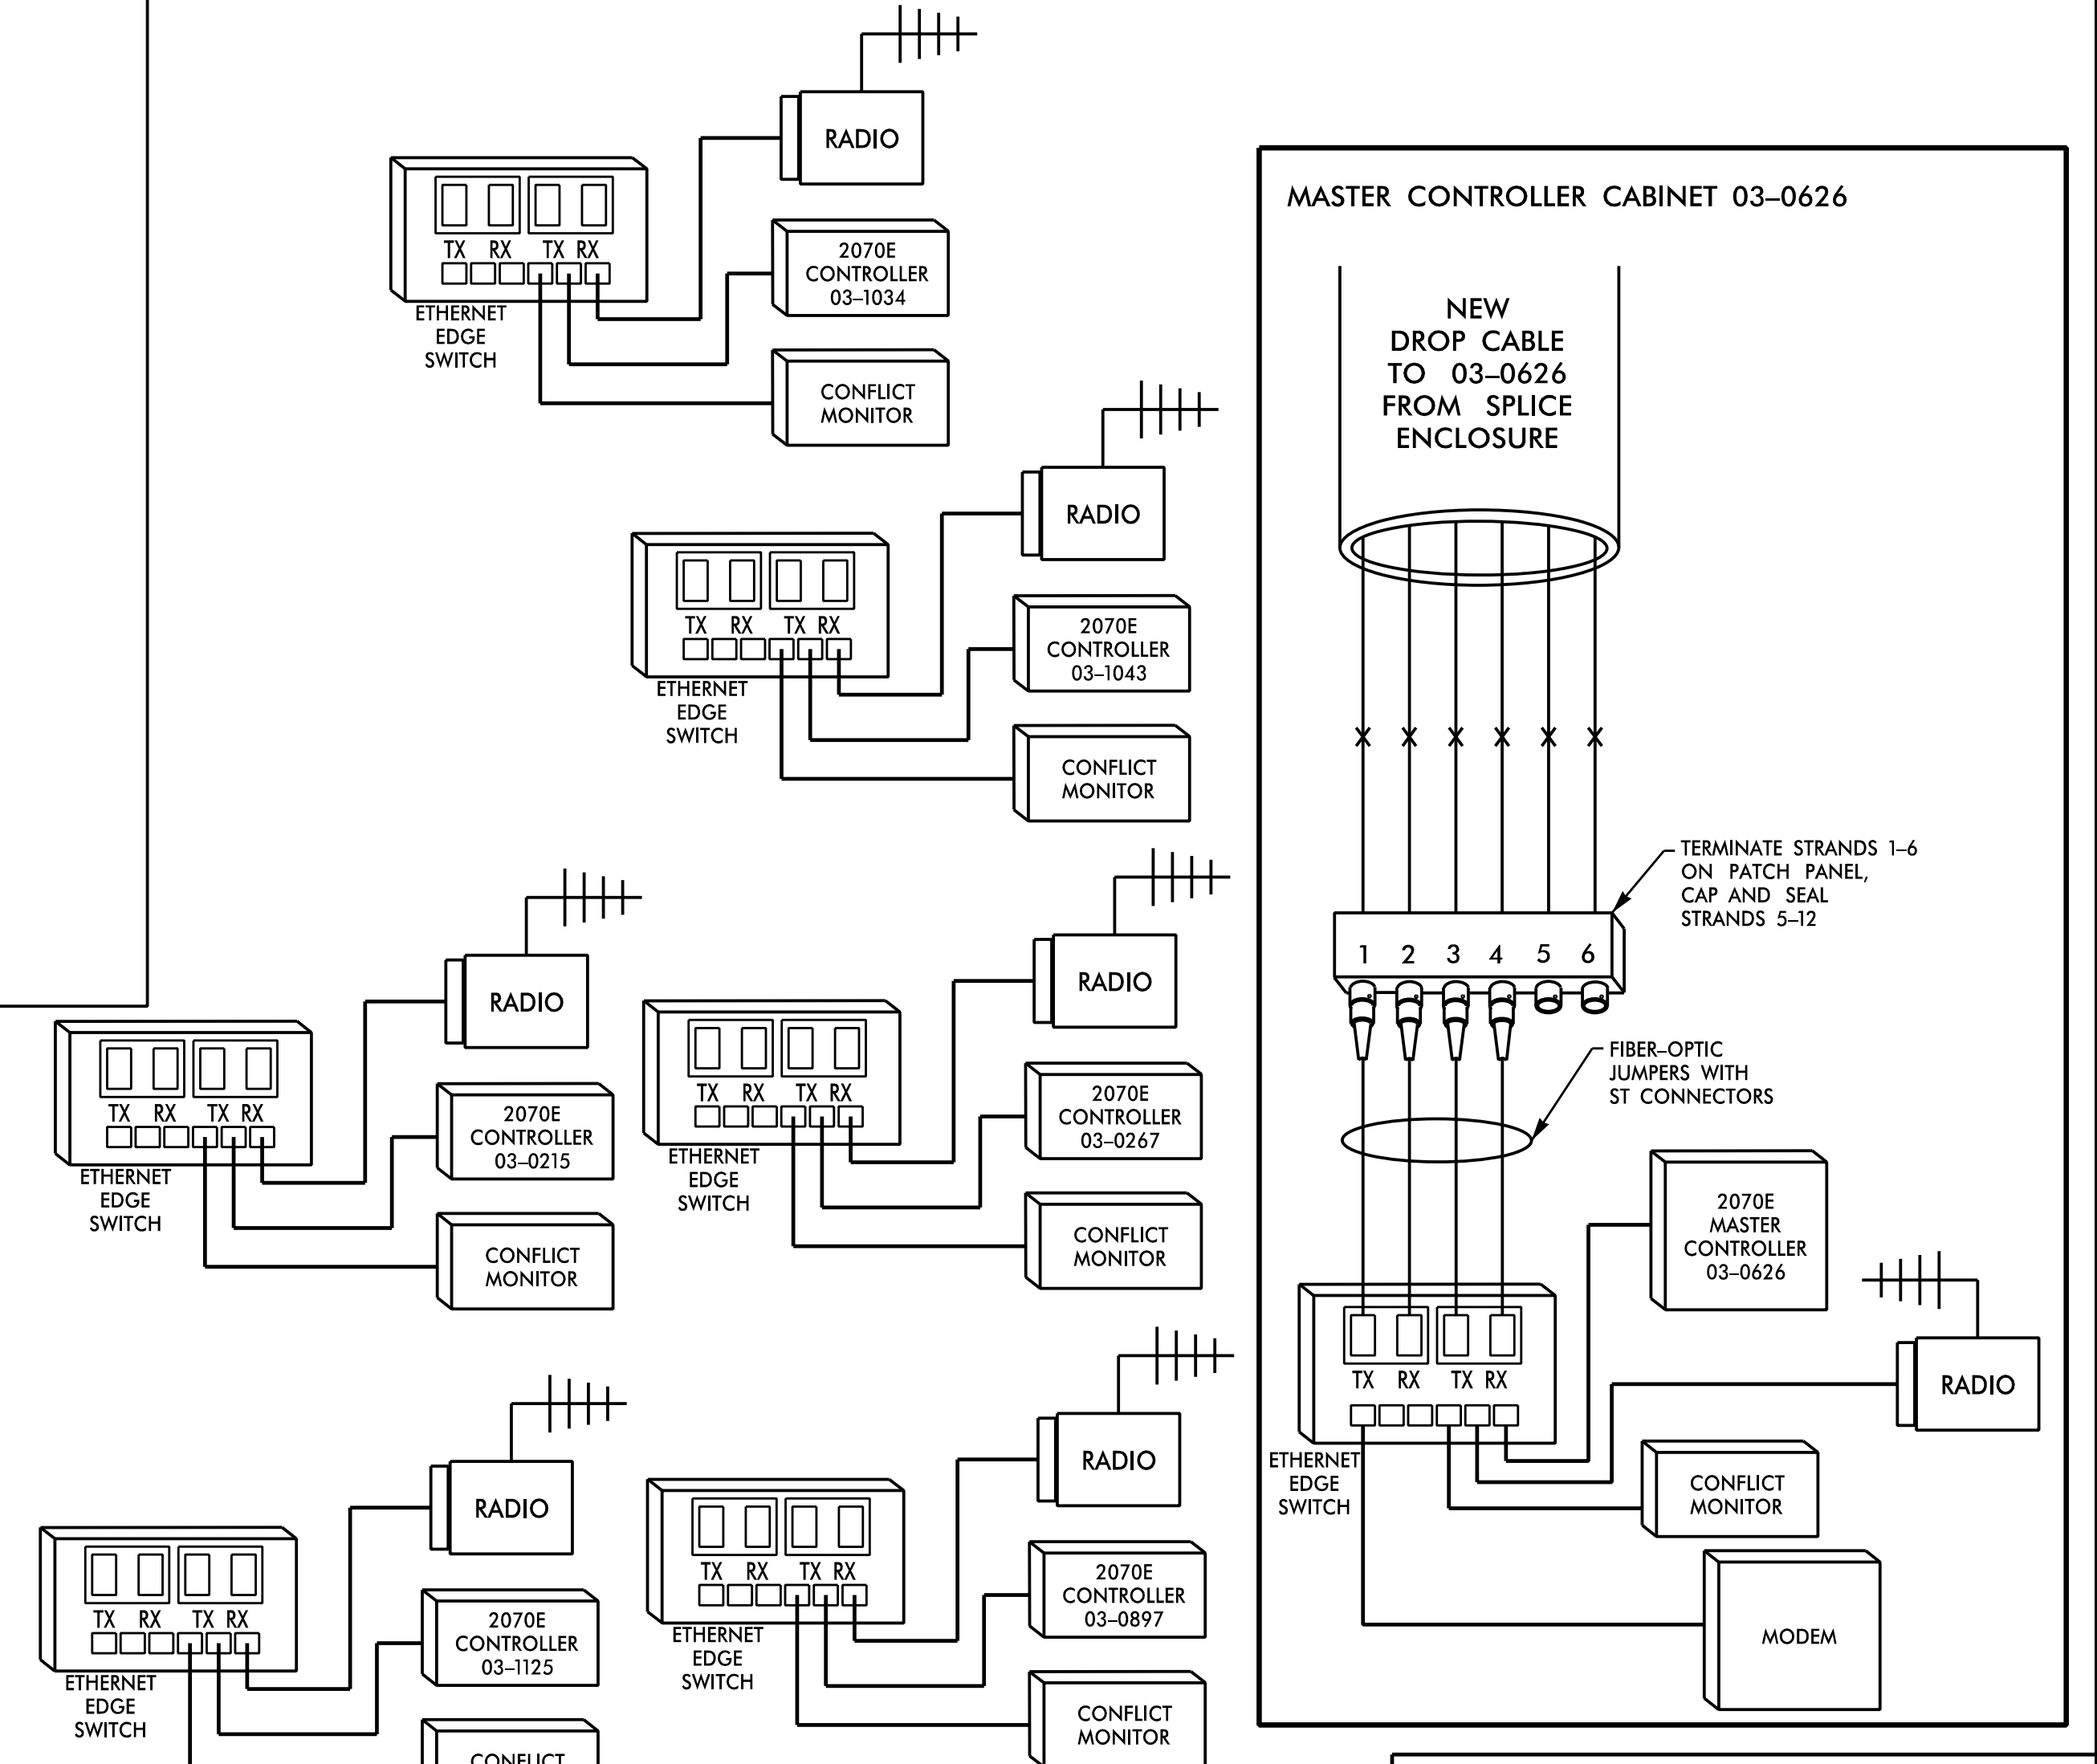 RADIO
TX RX TX RX
ETHERNET
EDGE
SWITCH
2070E
CONTROLLER
03–1034
CONFLICT
MONITOR
RADIO
TX RX TX RX
ETHERNET
EDGE
SWITCH
2070E
CONTROLLER
03–1043
CONFLICT
MONITOR
RADIO
TX RX TX RX
ETHERNET
EDGE
SWITCH
2070E
CONTROLLER
03–0215
CONFLICT
MONITOR
RADIO
TX RX TX RX
ETHERNET
EDGE
SWITCH
2070E
CONTROLLER
03–0267
CONFLICT
MONITOR
RADIO
TX RX TX RX
ETHERNET
EDGE
SWITCH
2070E
CONTROLLER
03–1125
CONFLICT
RADIO
TX RX TX RX
ETHERNET
EDGE
SWITCH
2070E
CONTROLLER
03–0897
CONFLICT
MONITOR
MASTER CONTROLLER CABINET 03–0626
NEW
DROP CABLE
TO 03–0626
FROM SPLICE
ENCLOSURE
TERMINATE STRANDS 1–6
ON PATCH PANEL,
CAP AND SEAL
STRANDS 5–12
1 2 3 4 5 6
FIBER–OPTIC
JUMPERS WITH
ST CONNECTORS
2070E
MASTER
CONTROLLER
03–0626
TX RX TX RX
RADIO
ETHERNET
EDGE
SWITCH
CONFLICT
MONITOR
MODEM